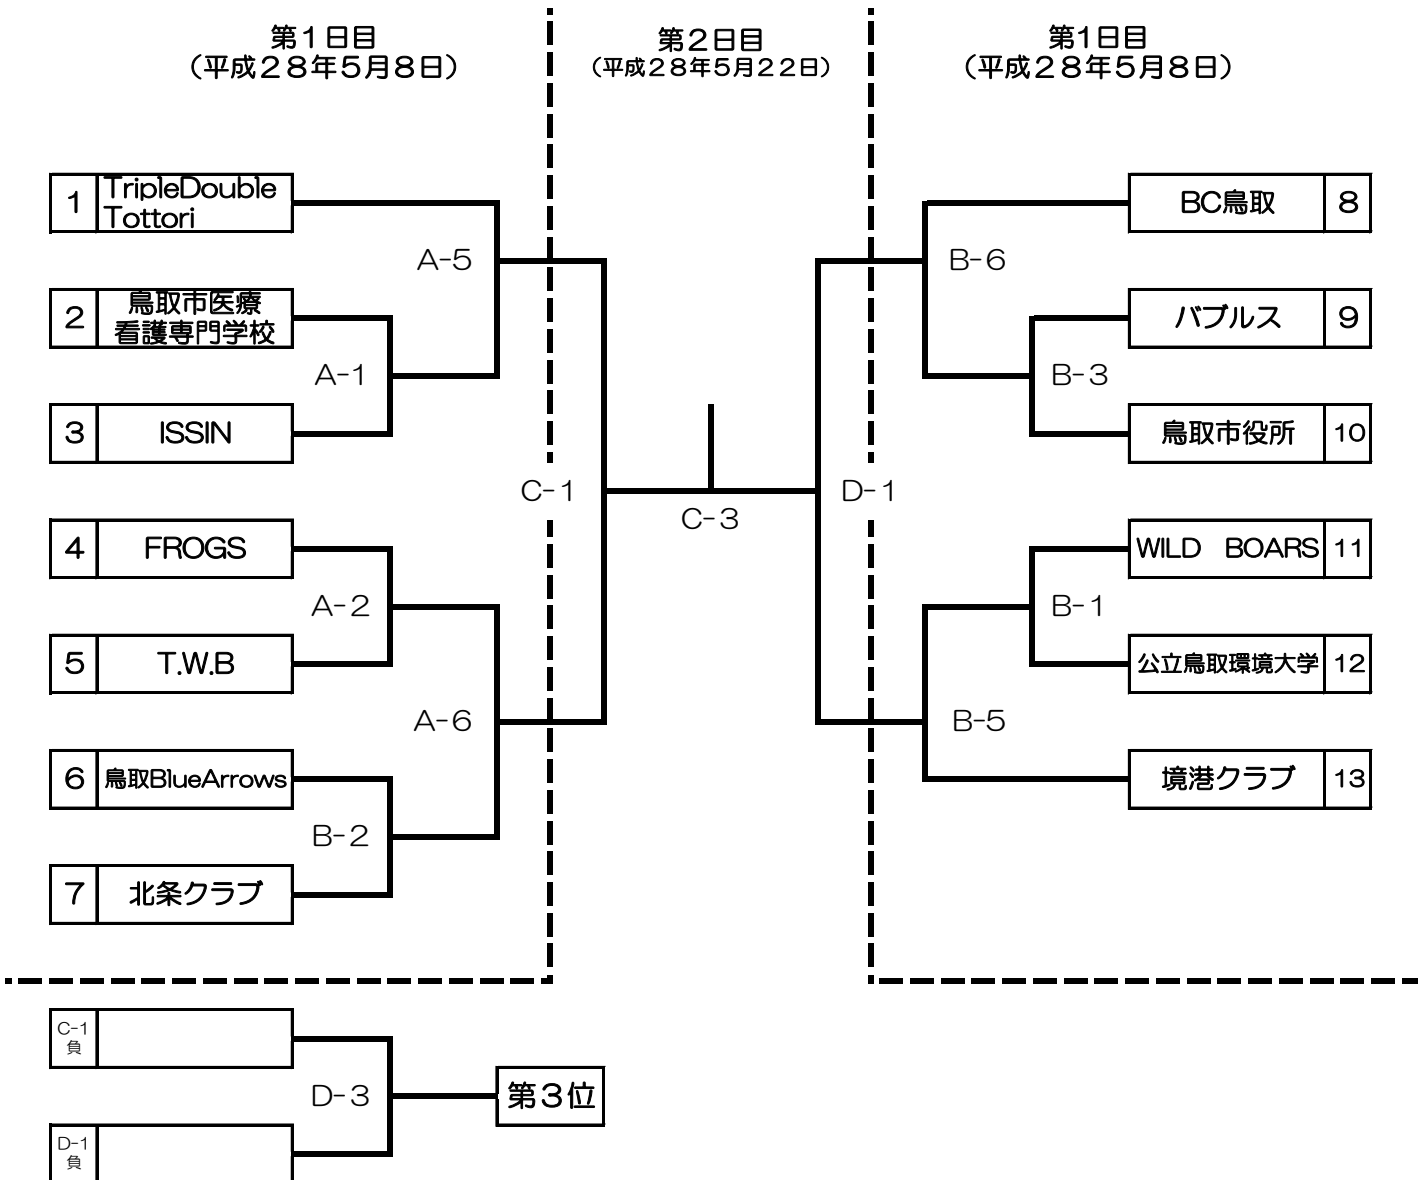 第１日目
（平成２８年５月８日）
第２日目
（平成２８年５月２２日）
第１日目
（平成２８年５月８日）
1
TripleDouble
Tottori
A-5
2
鳥取市医療
看護専門学校
A-1
3
ISSIN
C-1
4
FROGS
A-2
5
T.W.B
A-6
6
鳥取BlueArrows
B-2
7
北条クラブ
C-3
BC鳥取
8
B-6
バブルス
9
B-3
鳥取市役所
10
D-1
WILD　BOARS
11
B-1
公立鳥取環境大学
12
B-5
境港クラブ
13
C-1
負
D-3
第３位
D-1
負